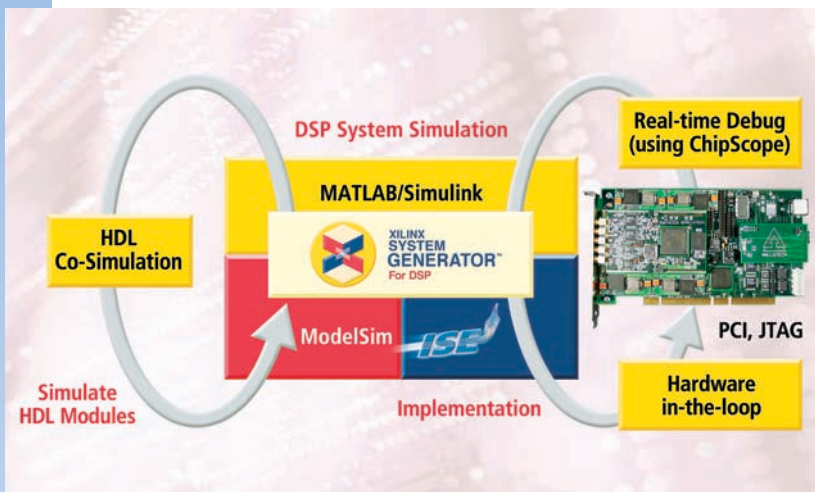 DSP System Simulation
Real-time Debug
(using ChipScope)
MATLAB/Simulink
HDL
Co-Simulation
XILINX
SYSTEM
GENERATOR™
For DSP
ModelSim
ISE
PCI, JTAG
Simulate
HDL Modules
Implementation
Hardware
in-the-loop